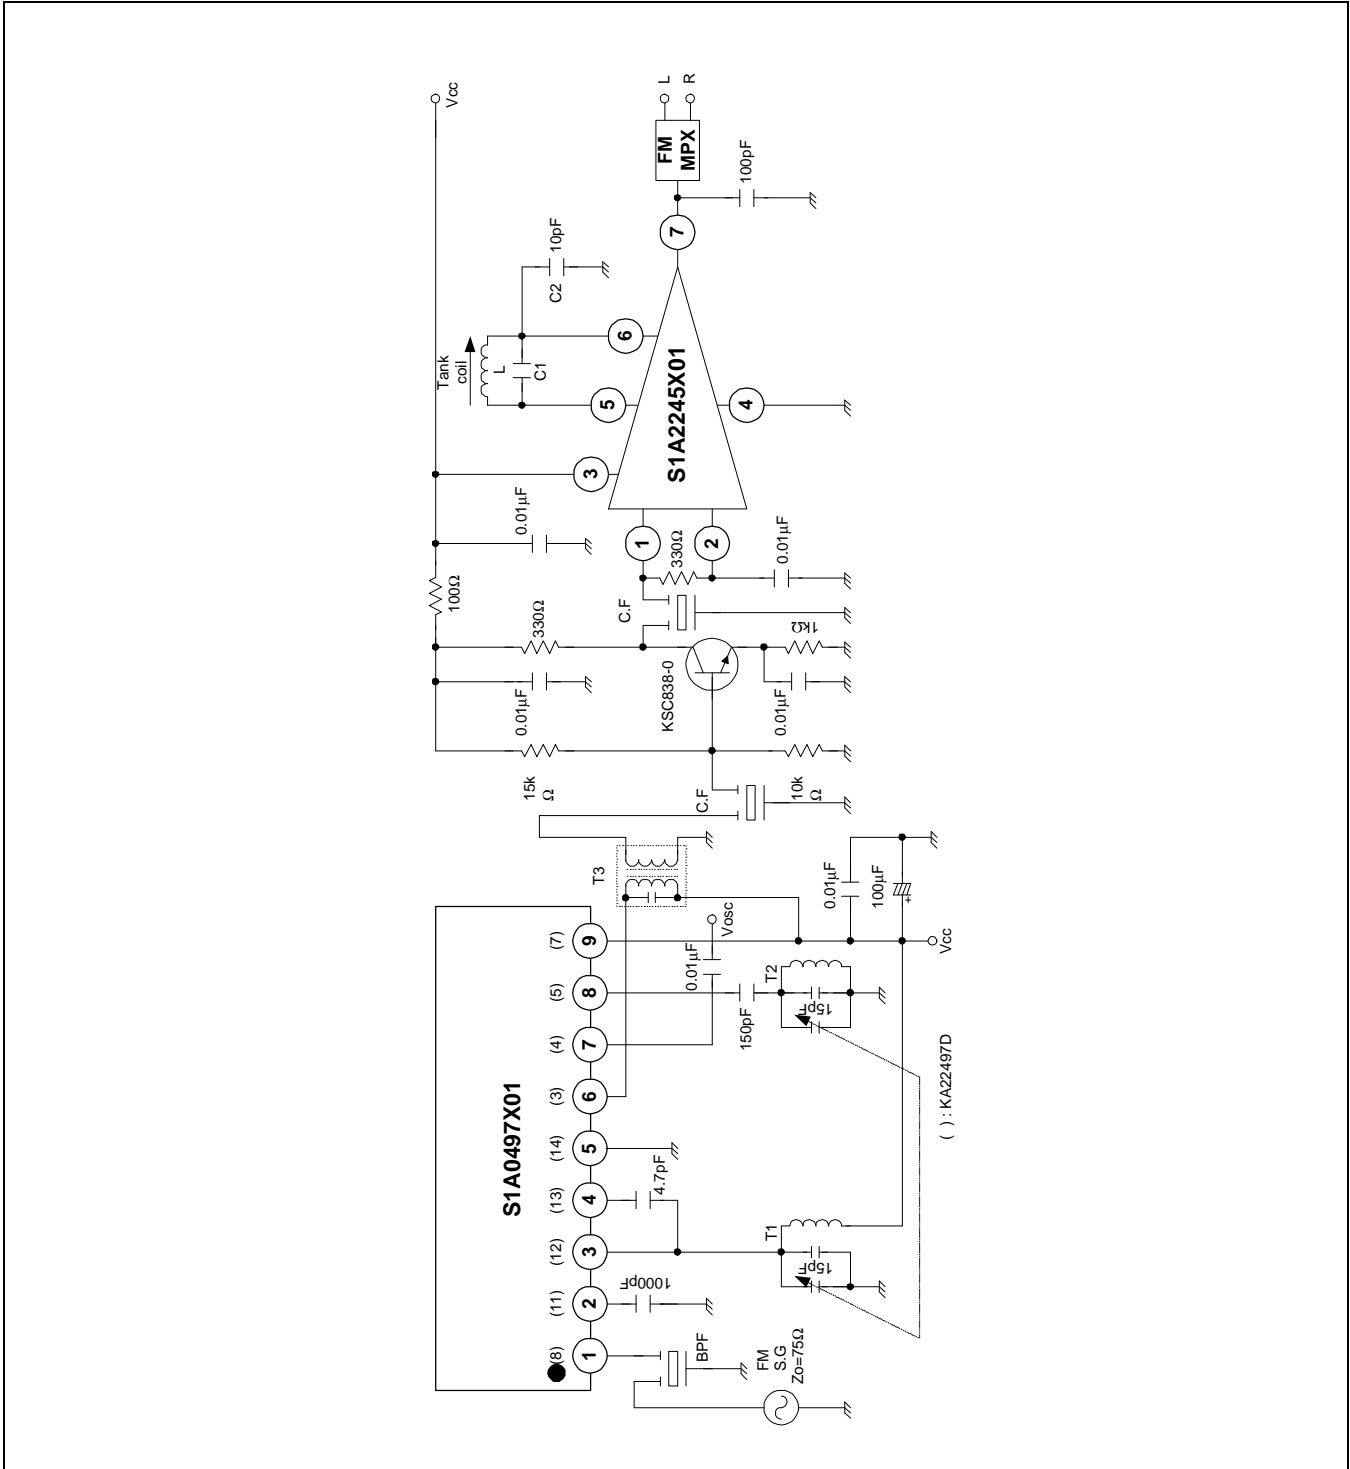 Vcc
L
R
FM
MPX
100pF
7
10pF
C2
6
Tank
coil
L
C1
5
4
S1A2245X01
3
0.01µF
1
2
330Ω
0.01µF
100Ω
C.F
330Ω
1kΩ
KSC838-0
0.01µF
0.01µF
15k
Ω
10k
Ω
C.F
T3
0.01µF
100µF
+
Vosc
Vcc
0.01µF
T2
150pF
15pF
S1A0497X01
(7)
9
(5)
8
(4)
7
(3)
6
(14)
5
(13)
4
4.7pF
(12)
3
T1
15pF
(11)
2
1000pF
(8)
1
BPF
FM
S.G
Zo=75Ω
( ) : KA22497D